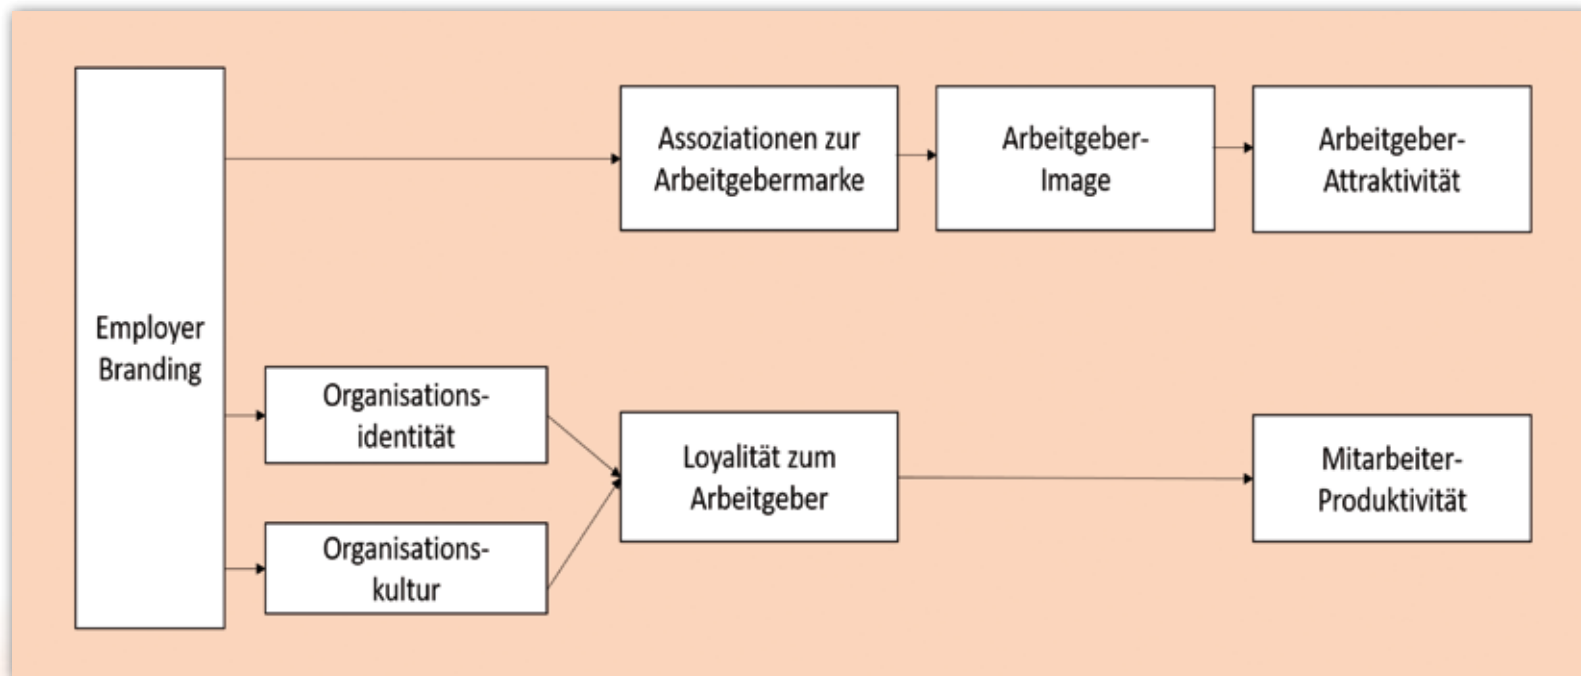 Employer
Branding
Assoziationen zur
Arbeitgebermarke
Arbeitgeber-
Image
Arbeitgeber-
Attraktivität
Organisations-
identität
Organisations-
kultur
Loyalität zum
Arbeitgeber
Mitarbeiter-
Produktivität